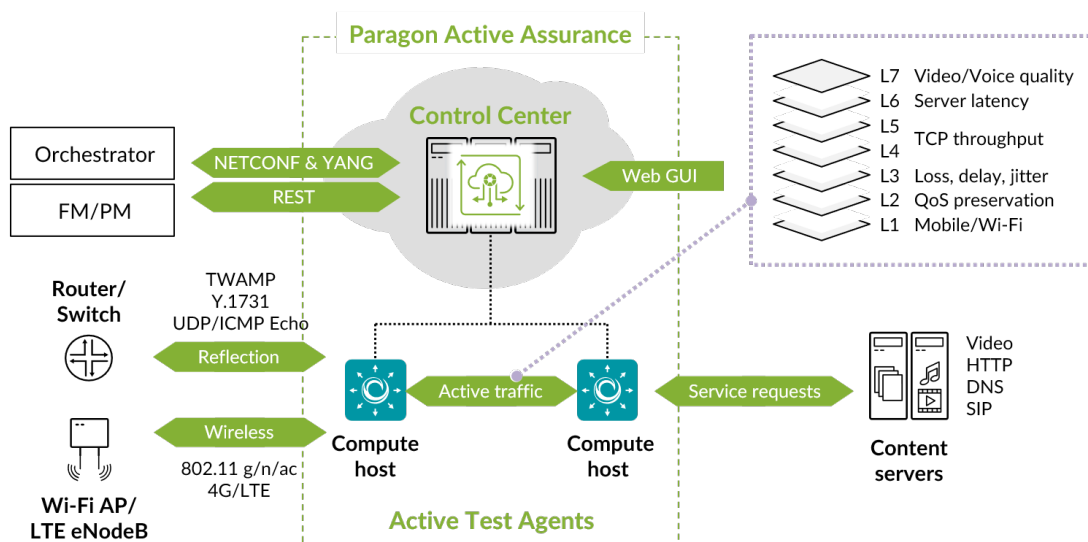 Paragon Active Assurance
Control Center
Orchestrator
FM/PM
NETCONF & YANG
REST
Web GUI
L7 Video/Voice quality
L6 Server latency
L5
TCP throughput
L4
L3 Loss, delay, jitter
L2 QoS preservation
L1 Mobile/Wi-Fi
Router/
Switch
TWAMP
Y.1731
UDP/ICMP Echo
Reflection
Active traffic
Service requests
Video
HTTP
DNS
SIP
Wireless
802.11 g/n/ac
4G/LTE
Compute
host
Compute
host
Content
servers
Wi-Fi AP/
LTE eNodeB
Active Test Agents